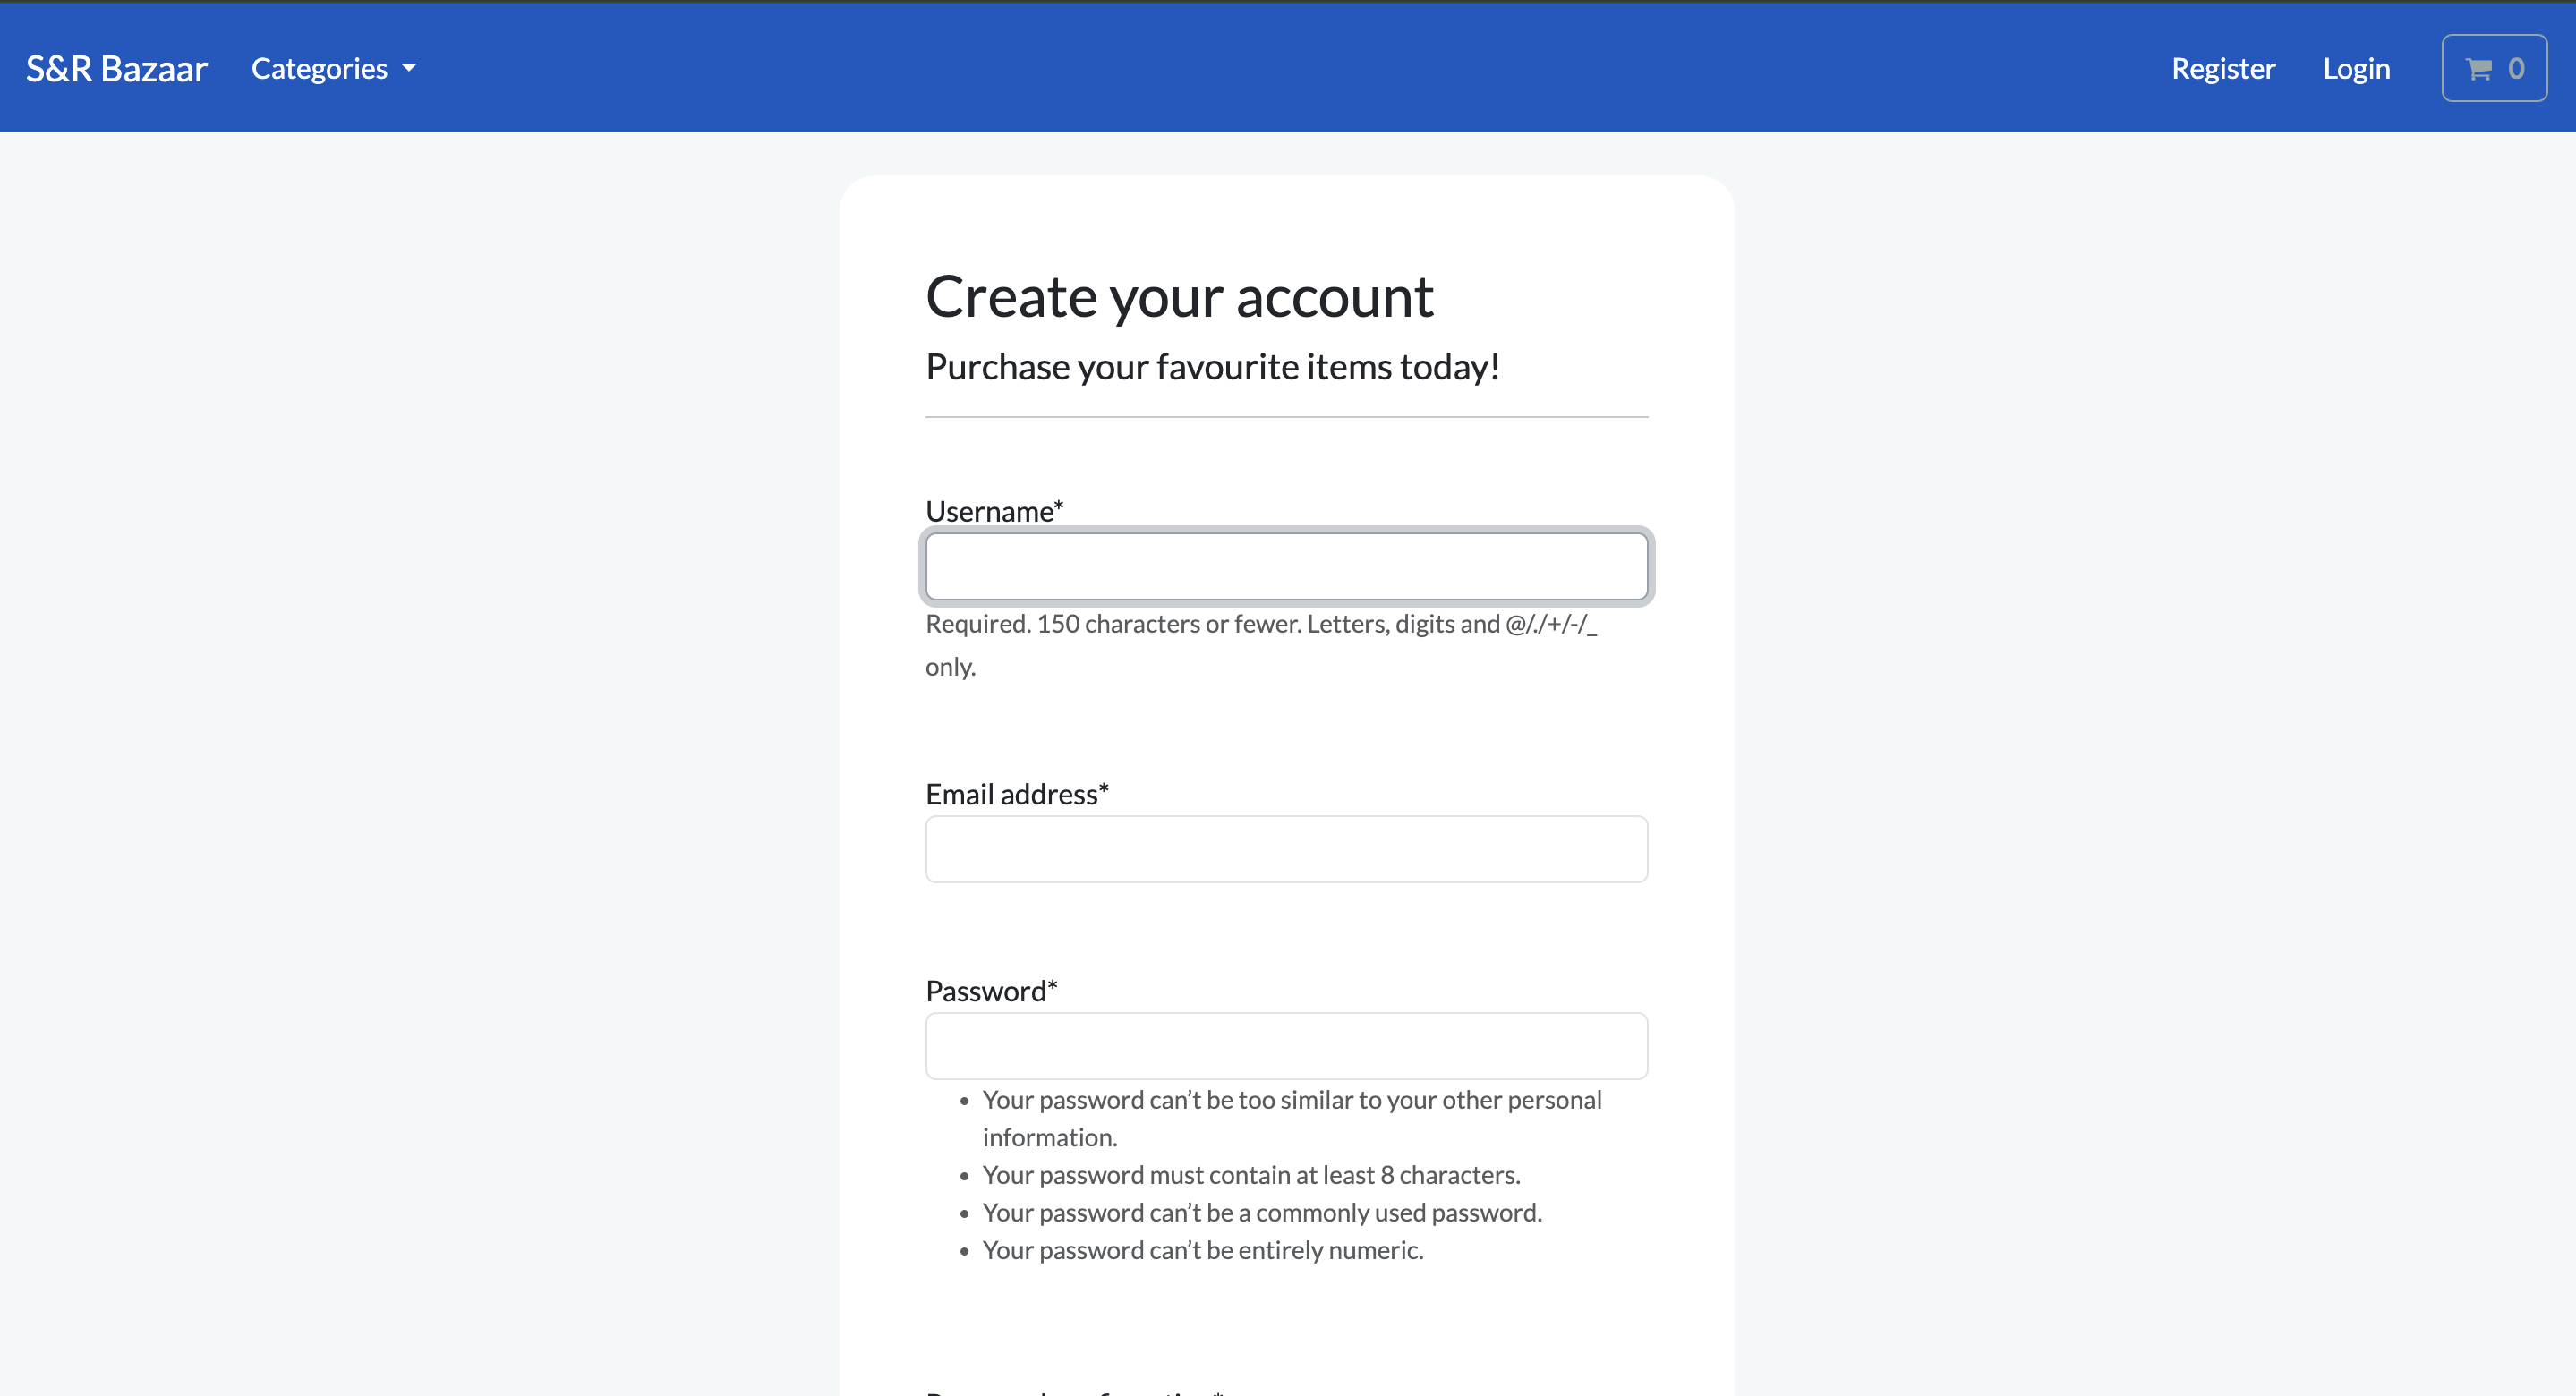 S&R Bazaar Categories Register Login 0
Create your account
Purchase your favourite items today!
Username*
Required. 150 characters or fewer. Letters, digits and @/./+/-/_
only.
Email address*
Password*
Your password can’t be too similar to your other personal
information.
Your password must contain at least 8 characters.
Your password can’t be a commonly used password.
Your password can’t be entirely numeric.